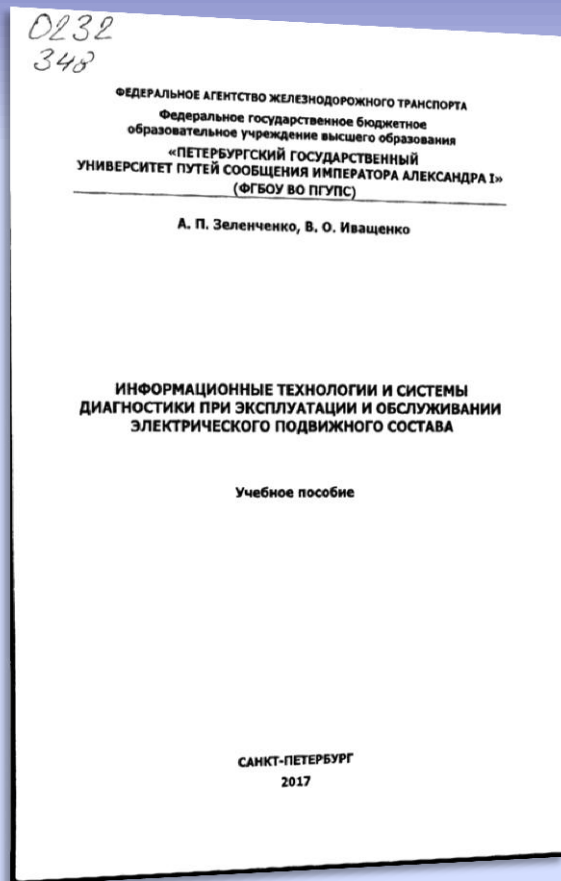 0232
348
ФЕДЕРАЛЬНОЕ АГЕНТСТВО ЖЕЛЕЗНОДОРОЖНОГО ТРАНСПОРТА
Федеральное государственное бюджетное
образовательное учреждение высшего образования
«ПЕТЕРБУРГСКИЙ ГОСУДАРСТВЕННЫЙ
УНИВЕРСИТЕТ ПУТЕЙ СООБЩЕНИЯ ИМПЕРАТОРА АЛЕКСАНДРА I»
(ФГБОУ ВО ПГУПС)
А. П. Зеленченко, В. О. Иващенко
ИНФОРМАЦИОННЫЕ ТЕХНОЛОГИИ И СИСТЕМЫ
ДИАГНОСТИКИ ПРИ ЭКСПЛУАТАЦИИ И ОБСЛУЖИВАНИИ
ЭЛЕКТРИЧЕСКОГО ПОДВИЖНОГО СОСТАВА
Учебное пособие
САНКТ-ПЕТЕРБУРГ
2017